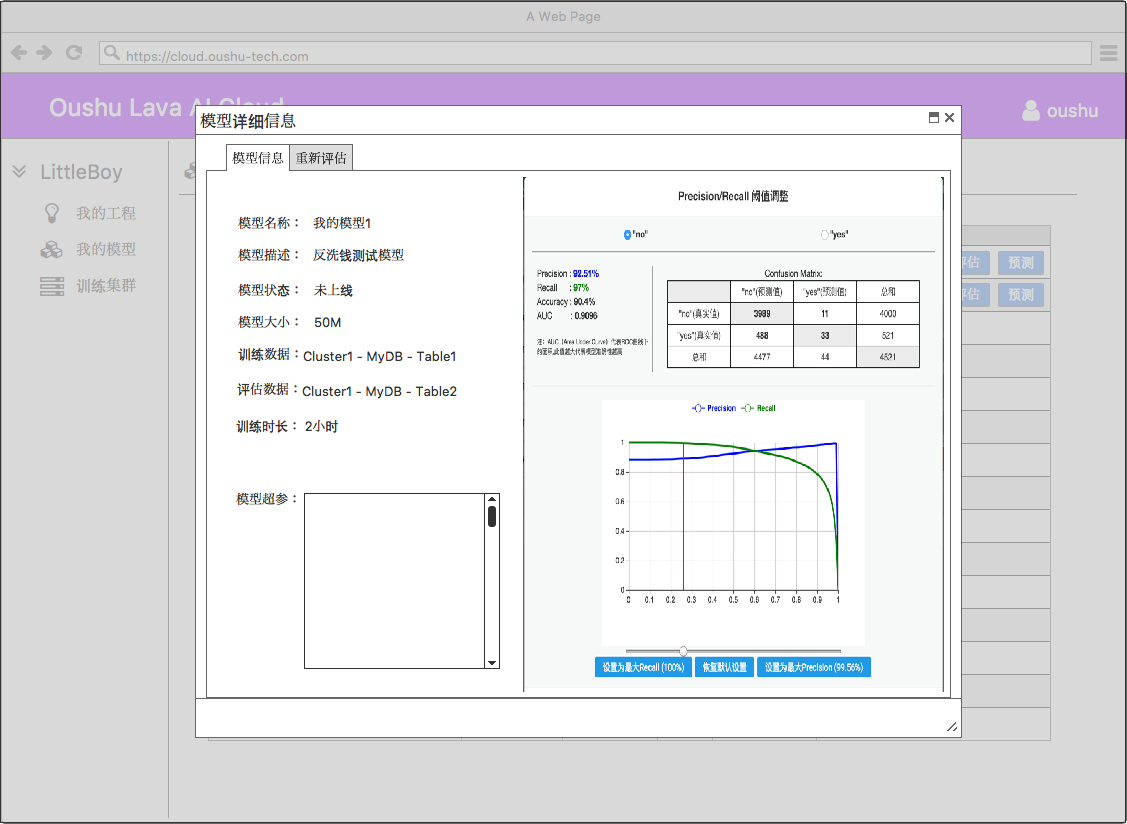 A Web Page
https://cloud.oushu-tech.com
Oushu Lava AI Cloud
oushu
LittleBoy
我的工程
我的模型
训练集群
评估
预测
评估
预测
模型详细信息
模型信息
重新评估
模型名称： 我的模型1
模型描述： 反洗钱测试模型
模型状态： 未上线
模型大小： 50M
训练数据：Cluster1 - MyDB - Table1
评估数据：Cluster1 - MyDB - Table2
训练时长： 2小时
模型超参：
Precision/Recall 阈值调整
"no"
"yes"
Precision : 92.51%
Recall : 97%
Accuracy : 90.4%
AUC : 0.9096
注：AUC（Area Under Curve）代表ROC曲线下
的面积,此值越大代表模型准确性越高
Confusion Matrix:
"no"(预测值) "yes"(预测值) 总和
"no"(真实值) 3989 11 4000
"yes"(真实值) 488 33 521
总和 4477 44 4521
Precision Recall
1
0.8
0.6
0.4
0.2
0
0 0.1 0.2 0.3 0.4 0.5 0.6 0.7 0.8 0.9 1
设置为最大Recall (100%)
恢复默认设置
设置为最大Precision (99.56%)